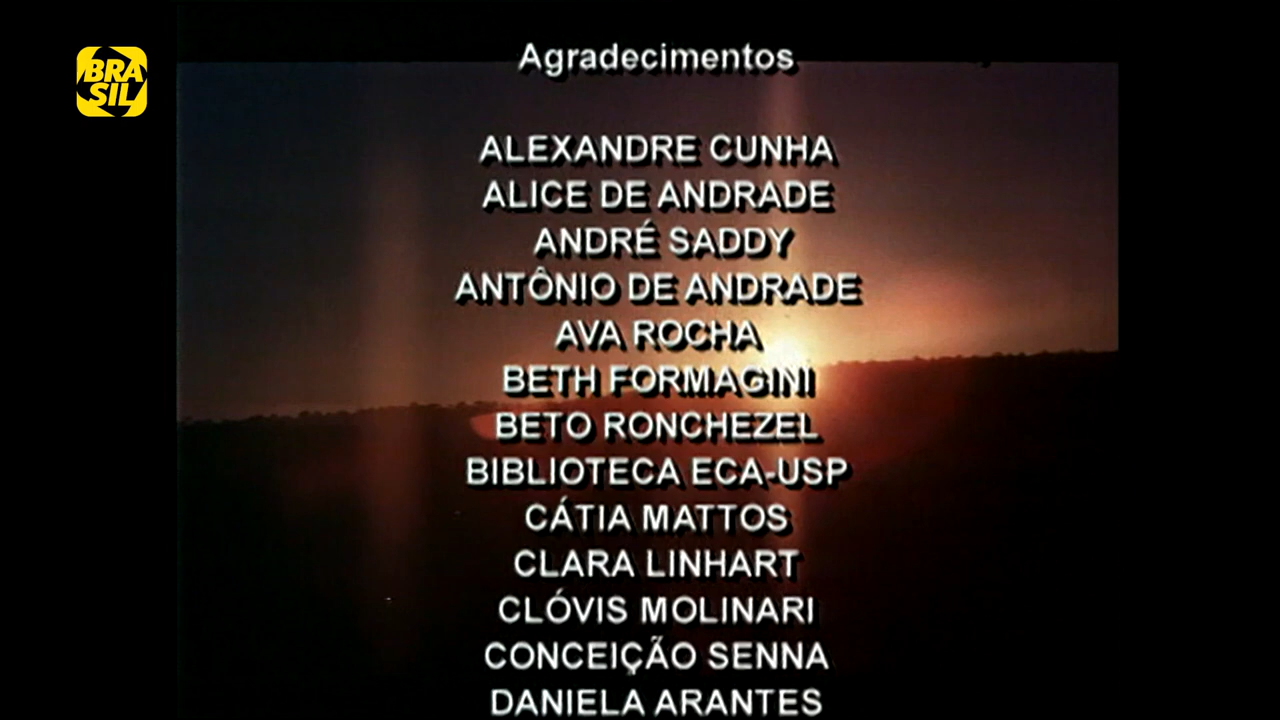 BRA
SIL
Agradecimentos
ALEXANDRE CUNHA
ALICE DE ANDRADE
ANDRÉ SADDY
ANTÔNIO DE ANDRADE
AVA ROCHA
BETH FORMAGINI
BETO RONCHEZEL
BIBLIOTECA ECA-USP
CÁTIA MATTOS
CLARA LINHART
CLÓVIS MOLINARI
CONCEIÇÃO SENNA
DANIELA ARANTES